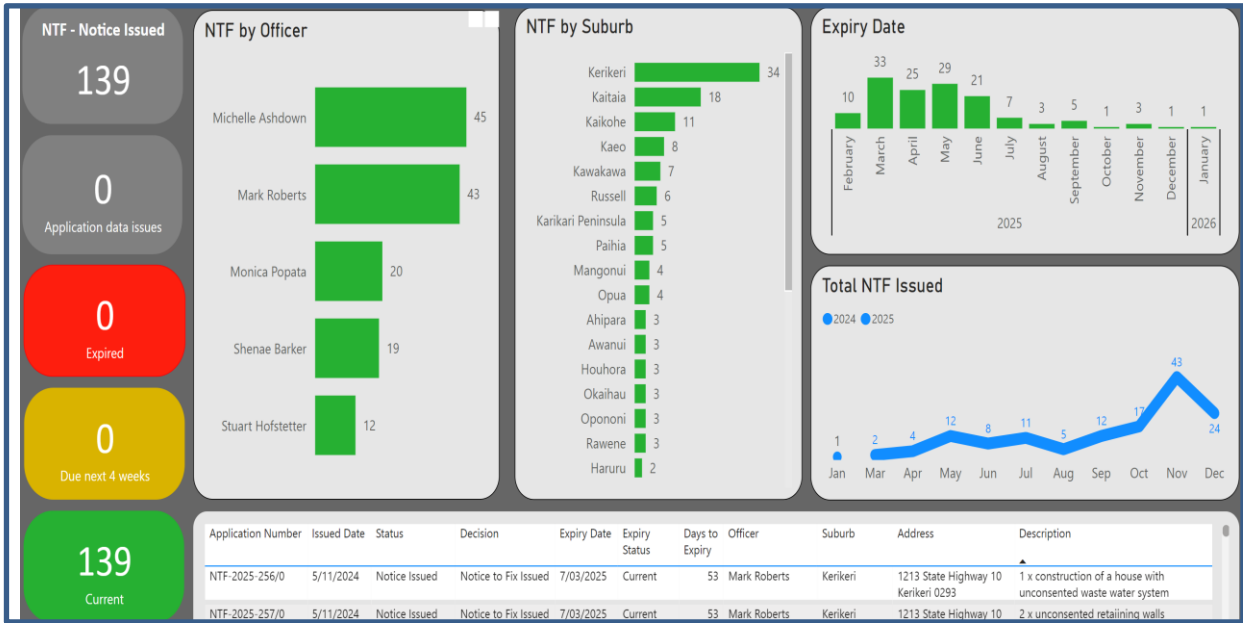 NTF - Notice Issued
139
0
Application data issues
0
Expired
0
Due next 4 weeks
139
Current
NTF by Officer
Michelle Ashdown 45
Mark Roberts 43
Monica Popata 20
Shenae Barker 19
Stuart Hofstetter 12
NTF by Suburb
Kerikeri 34
Kaitaia 18
Kaikohe 11
Kaeo 8
Kawakawa 7
Russell 6
Karikari Peninsula 5
Paihia 5
Mangonui 4
Opua 4
Ahipara 3
Awanui 3
Houhora 3
Okaihau 3
Opononi 3
Rawene 3
Haruru 2
Expiry Date
10 33 25 29 21 7 3 5 1 3 1 1
February March April May June July August September October November December January
2025 2026
Total NTF Issued
2024 2025
1 2 4 12 8 11 5 12 17 43 24
Jan Mar Apr May Jun Jul Aug Sep Oct Nov Dec
Application Number Issued Date Status Decision Expiry Date Expiry Status Days to Expiry Officer Suburb Address Description
NTF-2025-256/0 5/11/2024 Notice Issued Notice to Fix Issued 7/03/2025 Current 53 Mark Roberts Kerikeri 1213 State Highway 10 Kerikeri 0293 1 x construction of a house with unconsented waste water system
NTF-2025-257/0 5/11/2024 Notice Issued Notice to Fix Issued 7/03/2025 Current 53 Mark Roberts Kerikeri 1213 State Highway 10 2 x unconsented retaiining walls